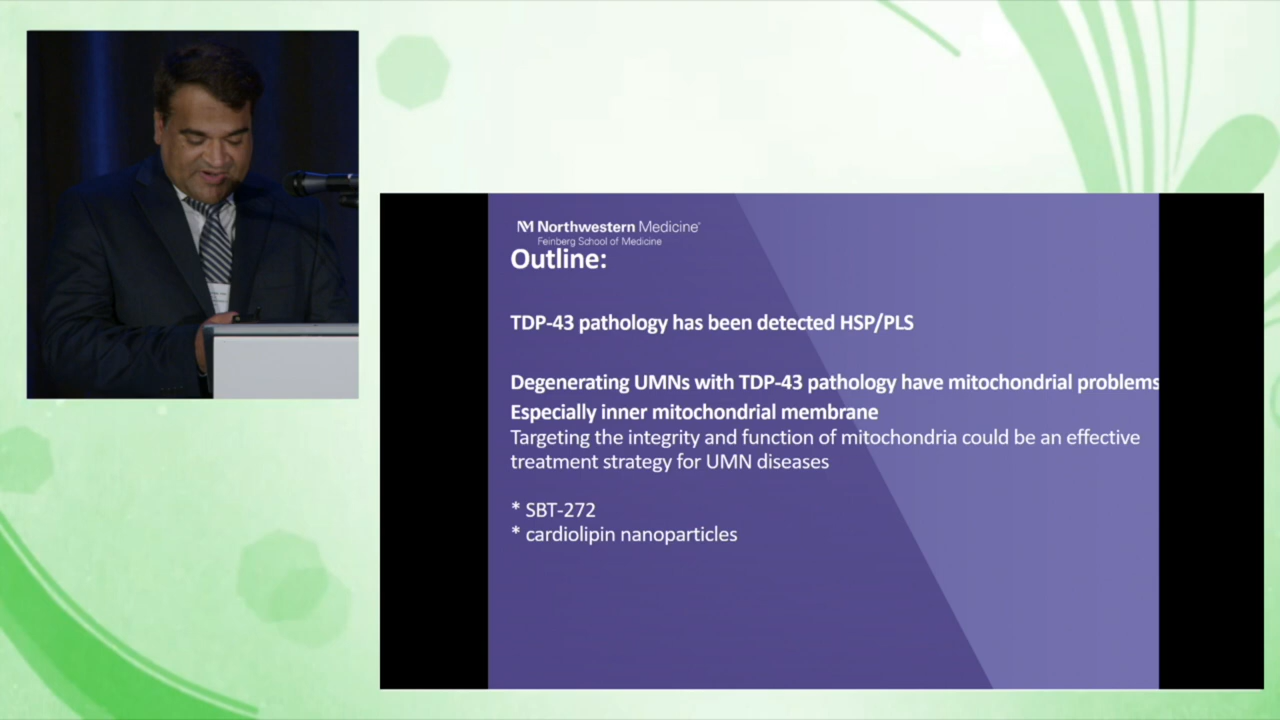 Northwestern Medicine®
Feinberg School of Medicine
Outline:
TDP-43 pathology has been detected HSP/PLS
Degenerating UMNs with TDP-43 pathology have mitochondrial problems
Especially inner mitochondrial membrane
Targeting the integrity and function of mitochondria could be an effective
treatment strategy for UMN diseases
* SBT-272
* cardiolipin nanoparticles